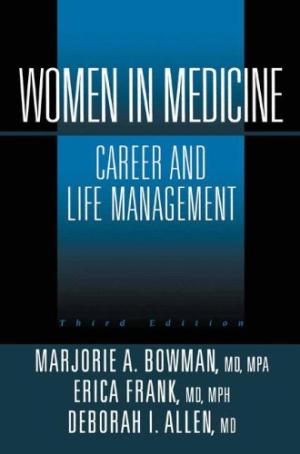 WOMEN IN MEDICINE
CAREER AND
LIFE MANAGEMENT
Third Edition
MARJORIE A. BOWMAN, MD, MPA
ERICA FRANK, MD, MPH
DEBORAH I. ALLEN, MD